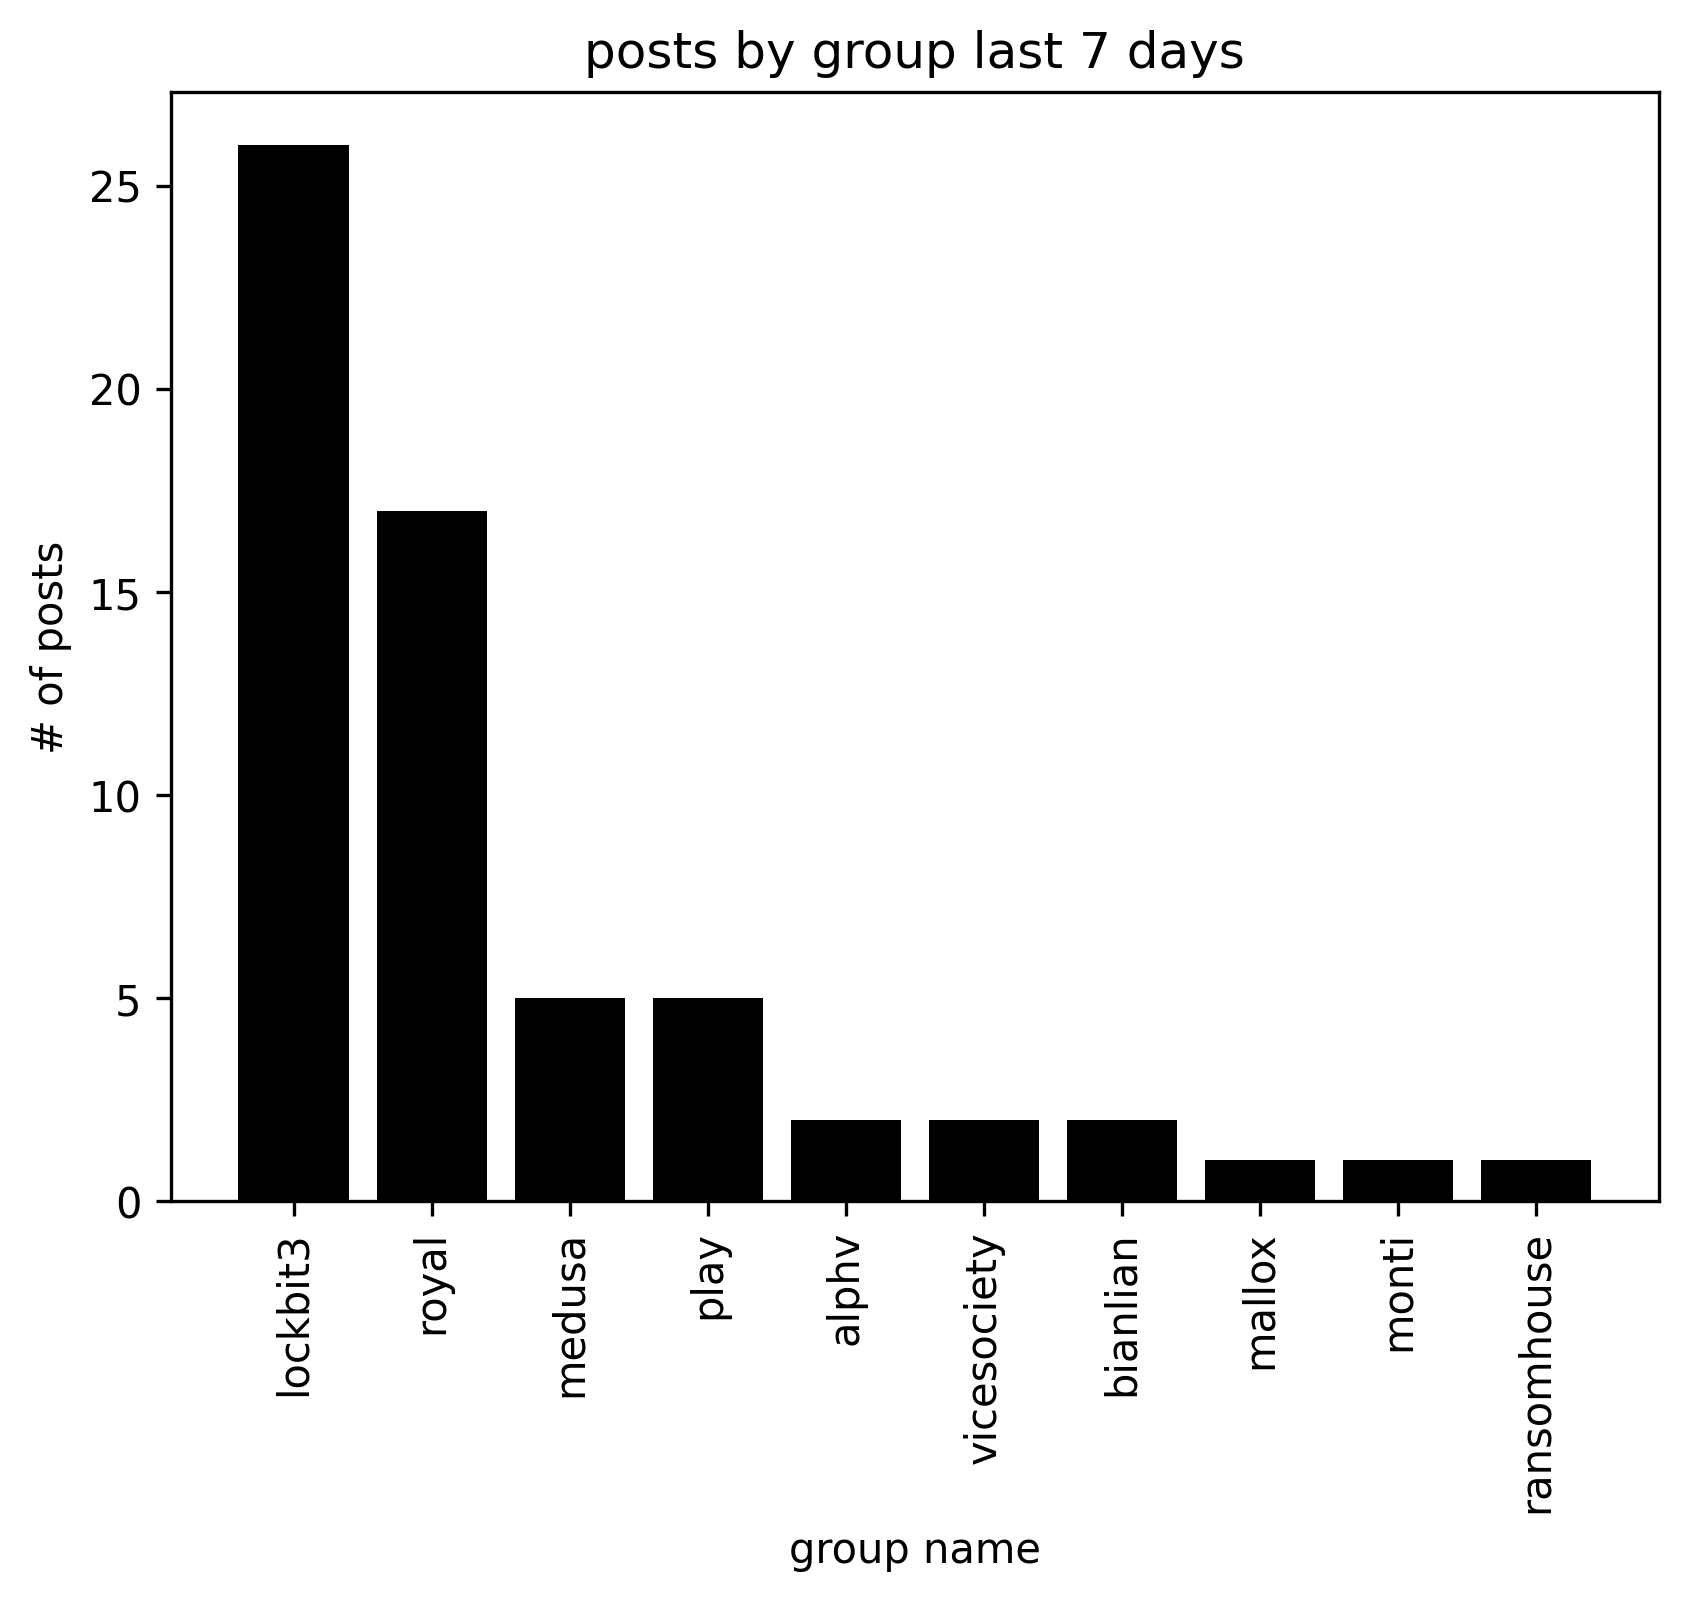 posts by group last 7 days
# of posts
25
20
15
10
5
0
lockbit3
royal
medusa
play
alphv
vicesociety
bianlian
mallox
monti
ransomhouse
group name